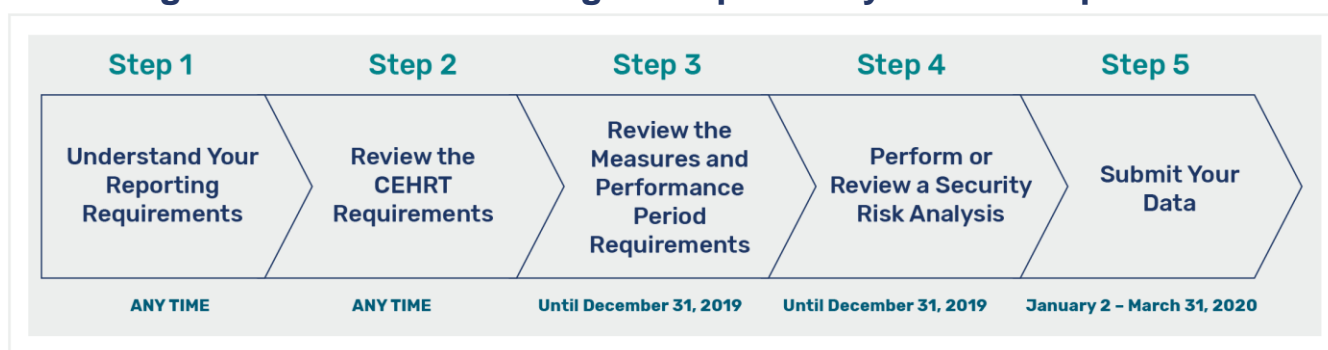 Step 1
Step 2
Step 3
Step 4
Step 5
Understand Your
Reporting
Requirements
Review the
CEHRT
Requirements
Review the
Measures and
Performance
Period
Requirements
Perform or
Review a Security
Risk Analysis
Submit Your
Data
ANY TIME
ANY TIME
Until December 31, 2019
Until December 31, 2019
January 2 – March 31, 2020